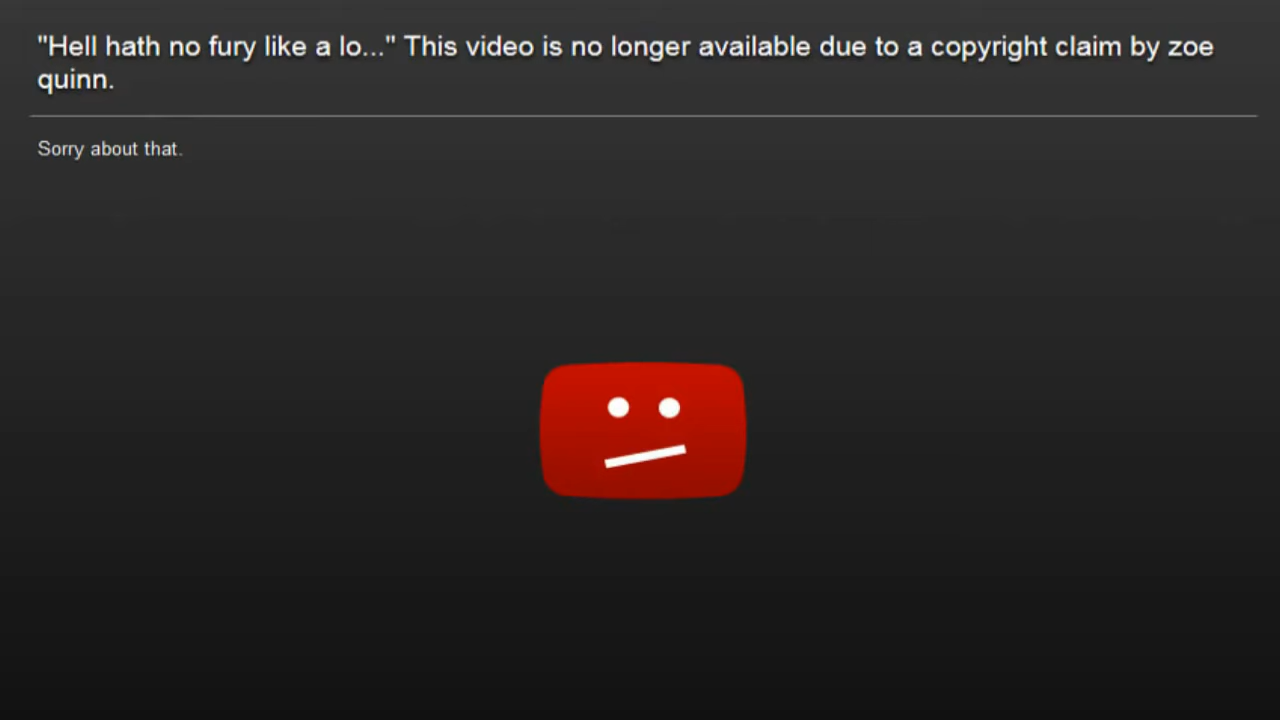 "Hell hath no fury like a lo..." This video is no longer available due to a copyright claim by zoe
quinn.
Sorry about that.